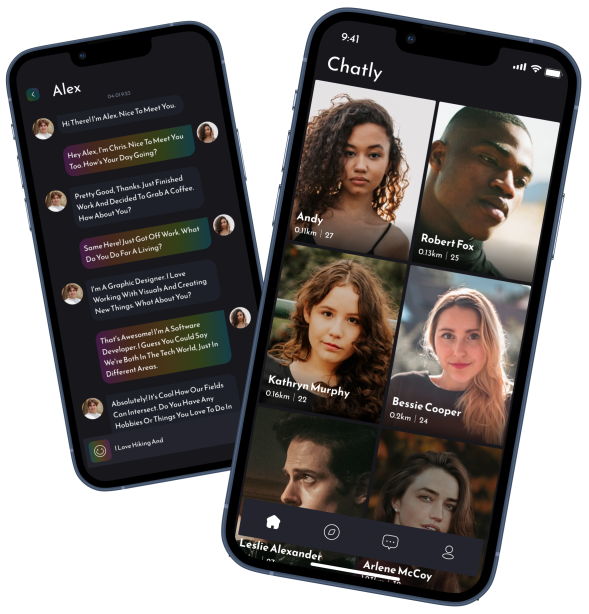 Alex
04.01 9:53
Hi There! I'm Alex. Nice To Meet You.
Hey Alex, I'm Chris. Nice To Meet You
Too. How's Your Day Going?
Pretty Good, Thanks. Just Finished
Work And Decided To Grab A Coffee.
How About You?
Same Here! Just Got Off Work. What
Do You Do For A Living?
I'm A Graphic Designer. I Love
Working With Visuals And Creating
New Things. What About You?
That's Awesome! I'm A Software
Developer. I Guess You Could Say
We're Both In The Tech World, Just In
Different Areas.
Absolutely! It's Cool How Our Fields
Can Intersect. Do You Have Any
Hobbies Or Things You Love To Do In
I Love Hiking And
9:41
Chatly
Andy
0.11km | 27
Robert Fox
0.13km | 25
Kathryn Murphy
0.16km | 22
Bessie Cooper
0.2km | 24
Leslie Alexander
Arlene McCoy